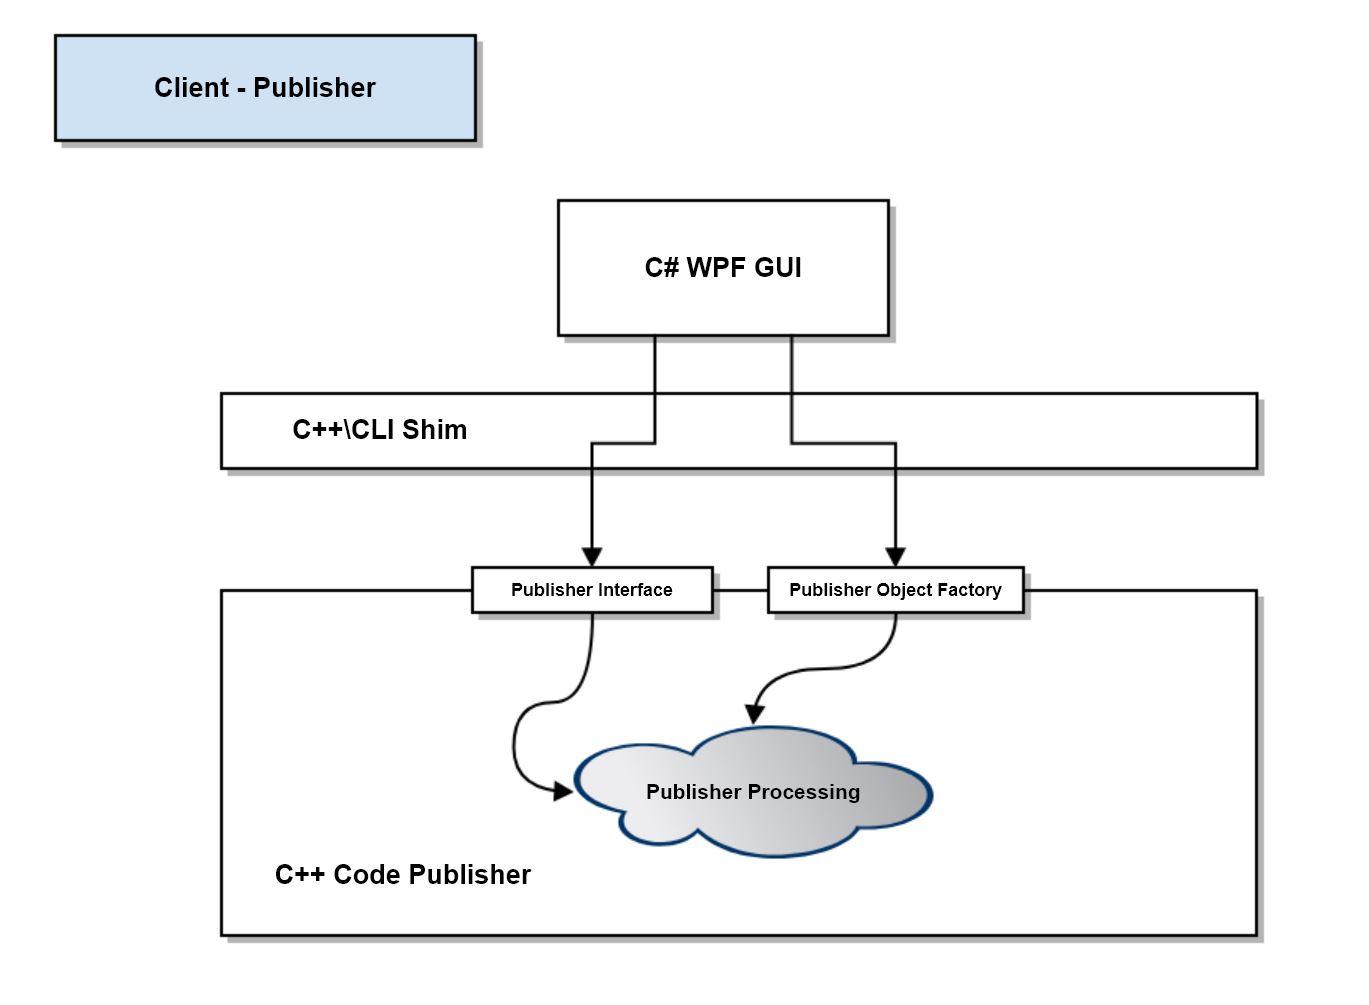 Client - Publisher
C# WPF GUI
C++\CLI Shim
Publisher Interface
Publisher Object Factory
Publisher Processing
C++ Code Publisher